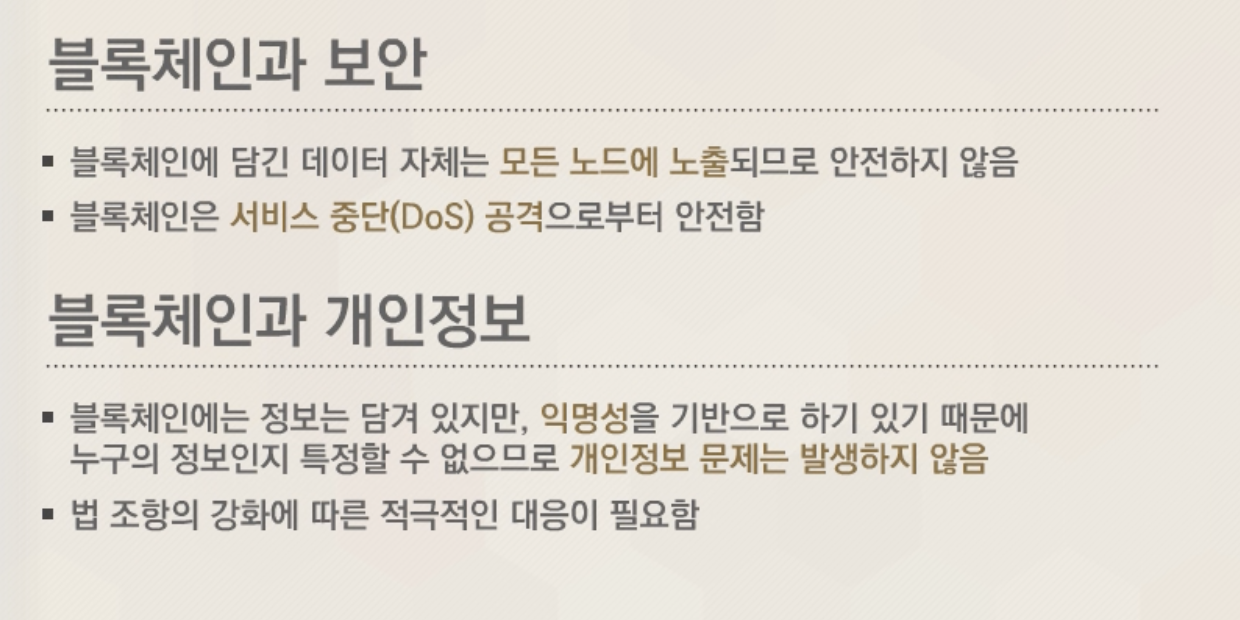 블록체인과 보안
▪ 블록체인에 담긴 데이터 자체는 모든 노드에 노출되므로 안전하지 않음
▪ 블록체인은 서비스 중단(DoS) 공격으로부터 안전함
블록체인과 개인정보
▪ 블록체인에는 정보는 담겨 있지만, 익명성을 기반으로 하기 있기 때문에
누구의 정보인지 특정할 수 없으므로 개인정보 문제는 발생하지 않음
▪ 법 조항의 강화에 따른 적극적인 대응이 필요함